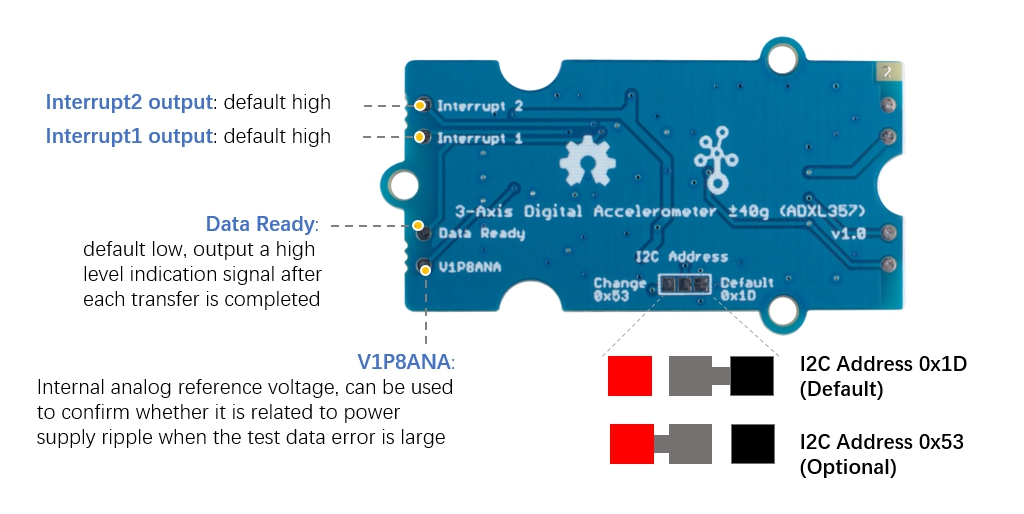 Interrupt2 output: default high
Interrupt1 output: default high
Data Ready:
default low, output a high
level indication signal after
each transfer is completed
V1P8ANA:
Internal analog reference voltage, can be used
to confirm whether it is related to power
supply ripple when the test data error is large
2
Interrupt 2
Interrupt 1
3-Axis Digital Accelerometer ±40g (ADXL357)
Data Ready
v1.0
V1P8ANA
I2C Address
Change
0x53
Default
0x1D
I2C Address 0x1D
(Default)
I2C Address 0x53
(Optional)